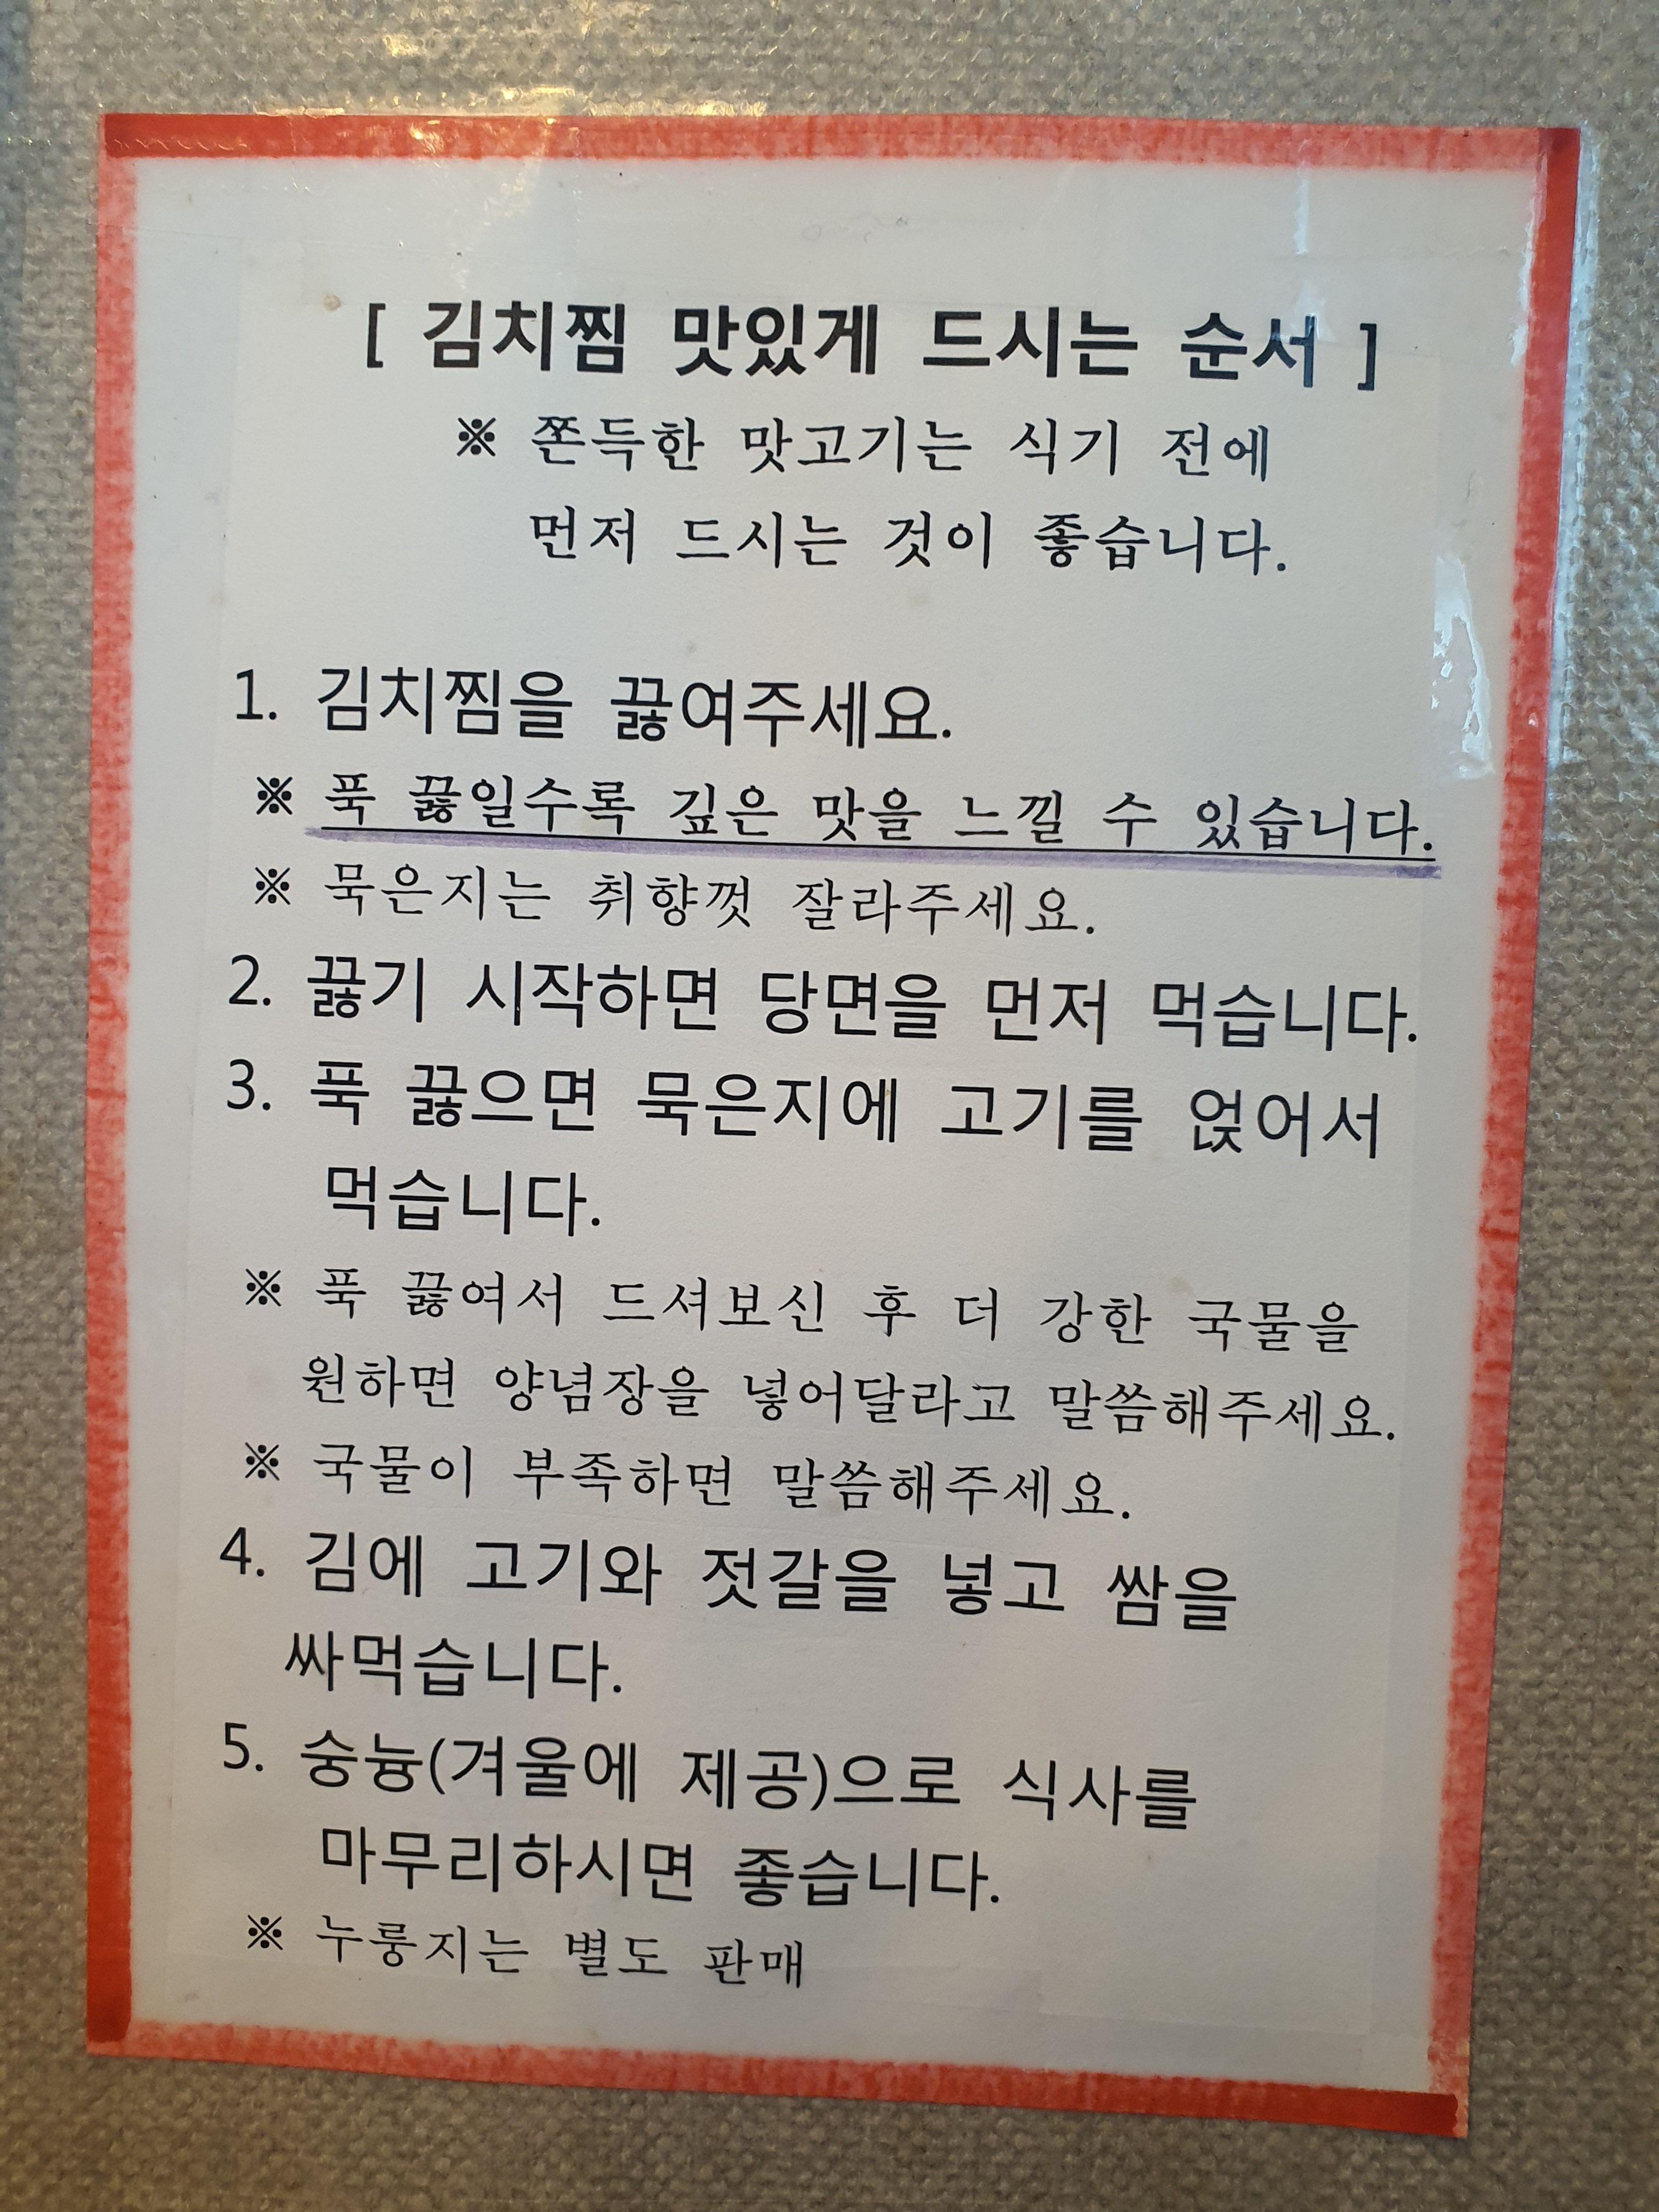 [ 김치찜 맛있게 드시는 순서 ]
※ 쫀득한 맛고기는 식기 전에
먼저 드시는 것이 좋습니다.
1. 김치찜을 끓여주세요.
※ 푹 끓일수록 깊은 맛을 느낄 수 있습니다.
※ 묵은지는 취향껏 잘라주세요.
2. 끓기 시작하면 당면을 먼저 먹습니다.
3. 푹 끓으면 묵은지에 고기를 얹어서
먹습니다.
※ 푹 끓여서 드셔보신 후 더 강한 국물을
원하면 양념장을 넣어달라고 말씀해주세요.
※ 국물이 부족하면 말씀해주세요.
4. 김에 고기와 젓갈을 넣고 쌈을
싸먹습니다.
5. 숭늉(겨울에 제공)으로 식사를
마무리하시면 좋습니다.
※ 누룽지는 별도 판매